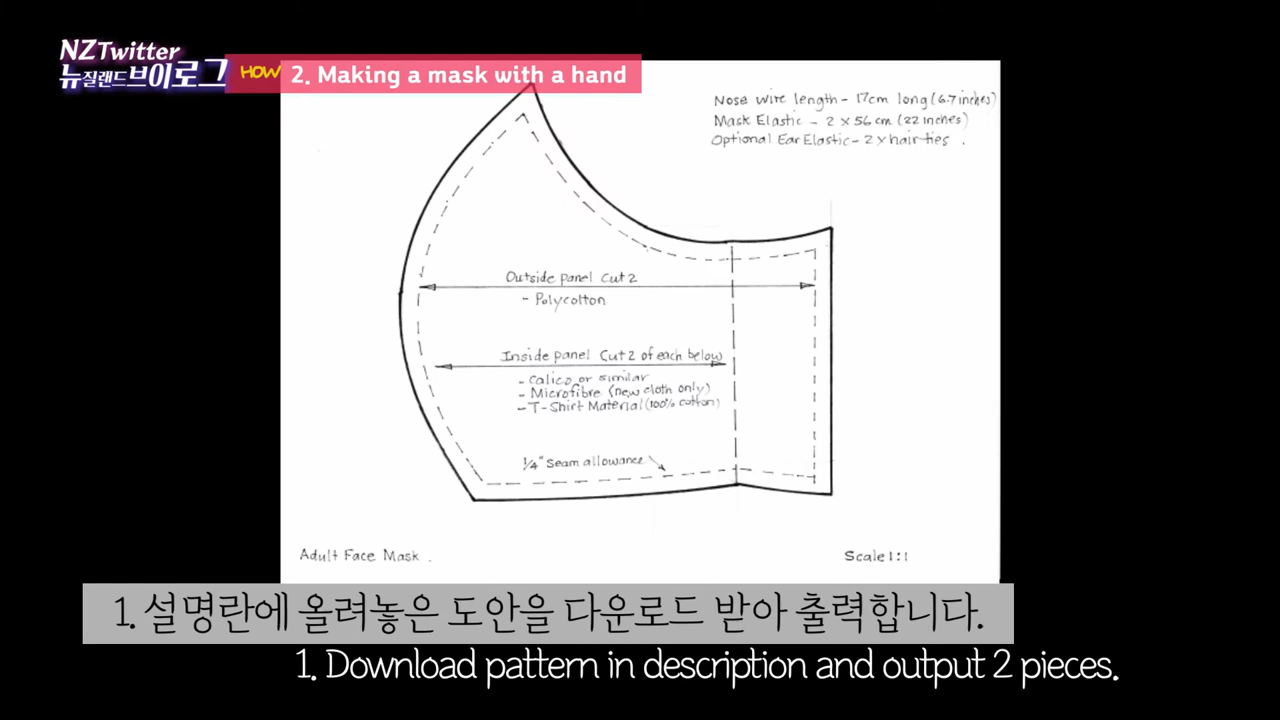 NZTwitter
뉴질랜드브이로그
HOW
2. Making a mask with a hand
Nose wire length - 17cm long (6.7 inches)
Mask Elastic - 2 x 56 cm (22 inches)
Optional Ear Elastic - 2 x hair ties .
Outside panel Cut 2
- Polycotton
Inside panel Cut 2 of each below
- Calico or similar
- Microfibre (new cloth only)
- T-Shirt Material (100% cotton)
1/4" Seam allowance
Adult Face Mask .
Scale 1:1
1. 설명란에 올려놓은 도안을 다운로드 받아 출력합니다.
1. Download pattern in description and output 2 pieces.